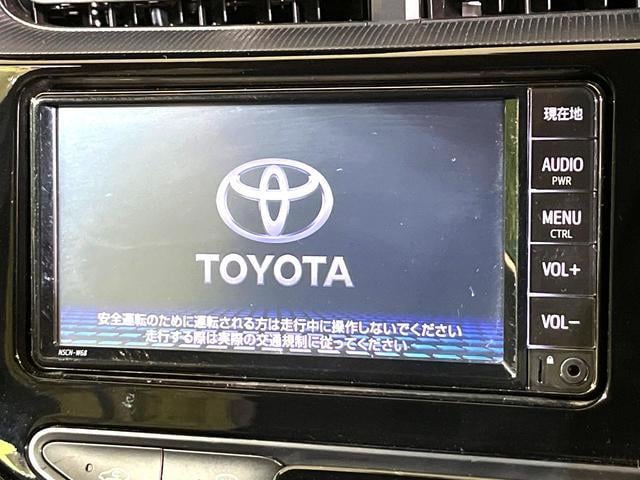 現在地
AUDIO
PWR
MENU
CTRL
VOL+
VOL−
TOYOTA
安全運転のために運転される方は走行中に操作しないでください
走行する際は実際の交通規制に従ってください
NSCN-W68